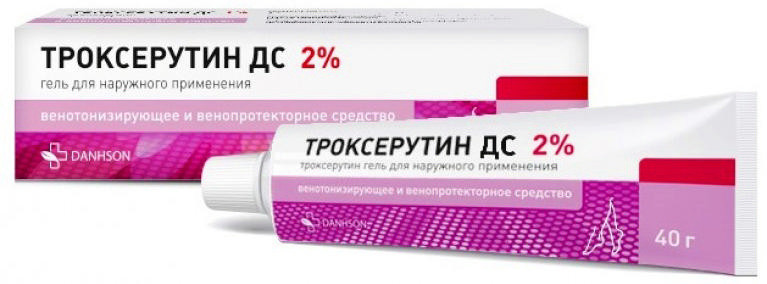 ТРОКСЕРУТИН ДС 2%
гель для наружного применения
венотонизирующее и венопротекторное средство
DANHSON
ТРОКСЕРУТИН ДС 2%
троксерутин гель для наружного применения
венотонизирующее и венопротекторное средство
DANHSON
40 г